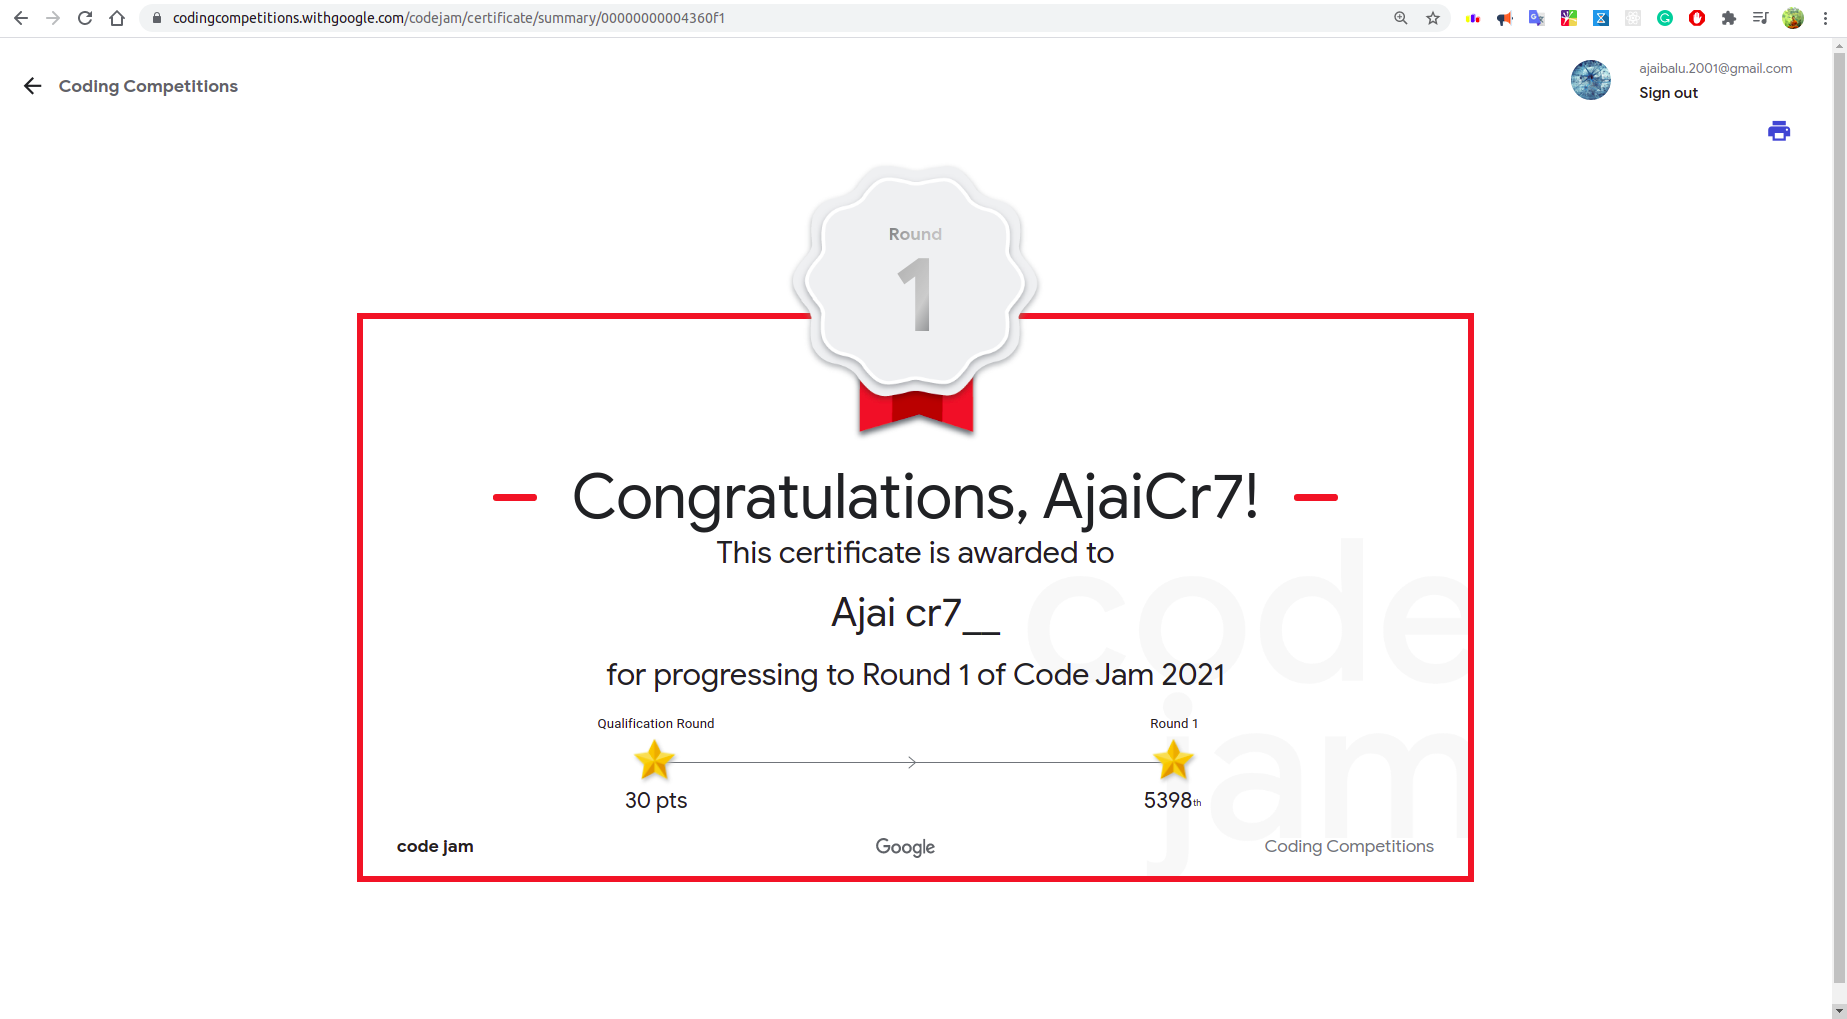 codingcompetitions.withgoogle.com/codejam/certificate/summary/00000000004360f1
Coding Competitions
ajaibalu.2001@gmail.com
Sign out
Round
1
Congratulations, AjaiCr7!
This certificate is awarded to
Ajai cr7__
for progressing to Round 1 of Code Jam 2021
Qualification Round
Round 1
30 pts
5398th
code jam
code jam
Google
Coding Competitions